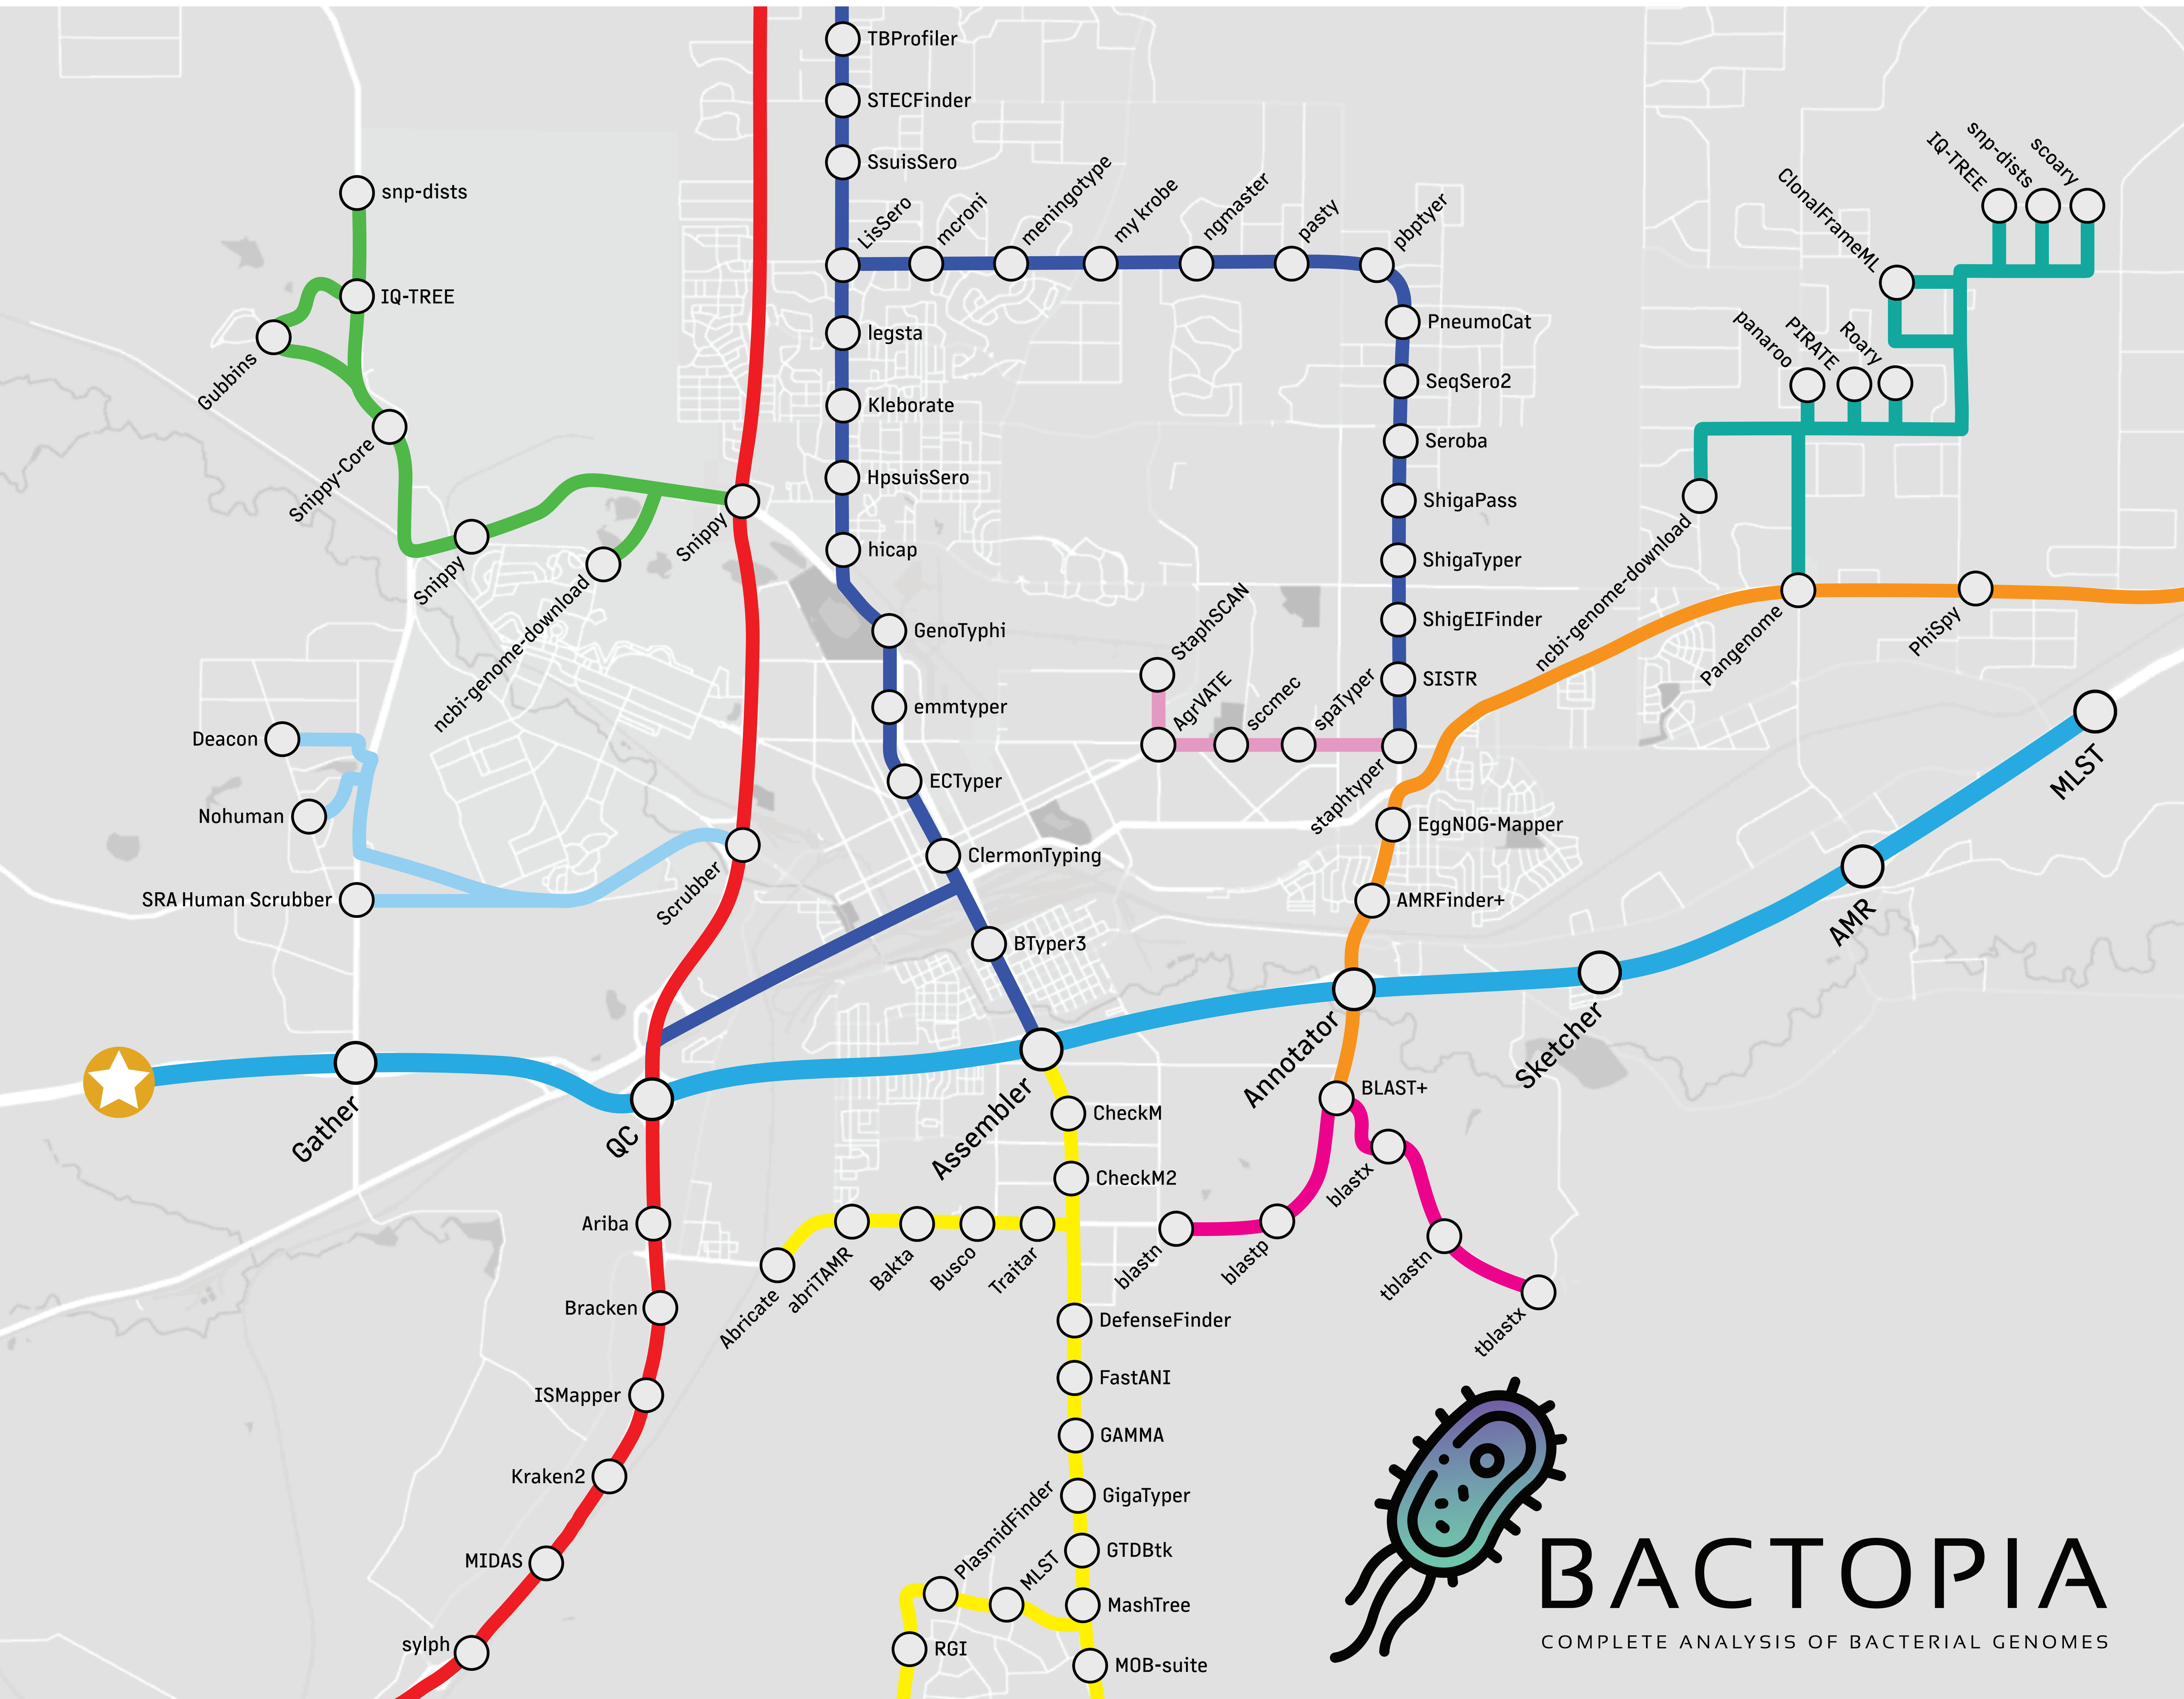 TBProfiler
STECFinder
SsuisSero
LisSero
mcroni
meningotype
my krobe
ngmaster
pasty
pbptyer
legsta
Kleborate
HpsuisSero
hicap
GenoTyphi
emmtyper
ECTyper
ClermonTyping
BTyper3
PneumoCat
SeqSero2
Seroba
ShigaPass
ShigaTyper
ShigEIFinder
SISTR
staphtyper
spaTyper
sccmec
AgrVATE
StaphSCAN
snp-dists
IQ-TREE
Gubbins
Snippy-Core
Snippy
ncbi-genome-download
Snippy
Deacon
Nohuman
SRA Human Scrubber
Scrubber
IQ-TREE
snp-dists
scoary
ClonalFrameML
panaroo
PIRATE
Roary
ncbi-genome-download
Pangenome
PhiSpy
EggNOG-Mapper
AMRFinder+
Gather
QC
Assembler
Annotator
Sketcher
AMR
MLST
BLAST+
blastx
blastn
blastp
tblastn
tblastx
CheckM
CheckM2
Abricate
abriTAMR
Bakta
Busco
Traitar
DefenseFinder
FastANI
GAMMA
GigaTyper
GTDBtk
MashTree
MOB-suite
PlasmidFinder
MLST
RGI
Ariba
Bracken
ISMapper
Kraken2
MIDAS
sylph
BACTOPIA
COMPLETE ANALYSIS OF BACTERIAL GENOMES